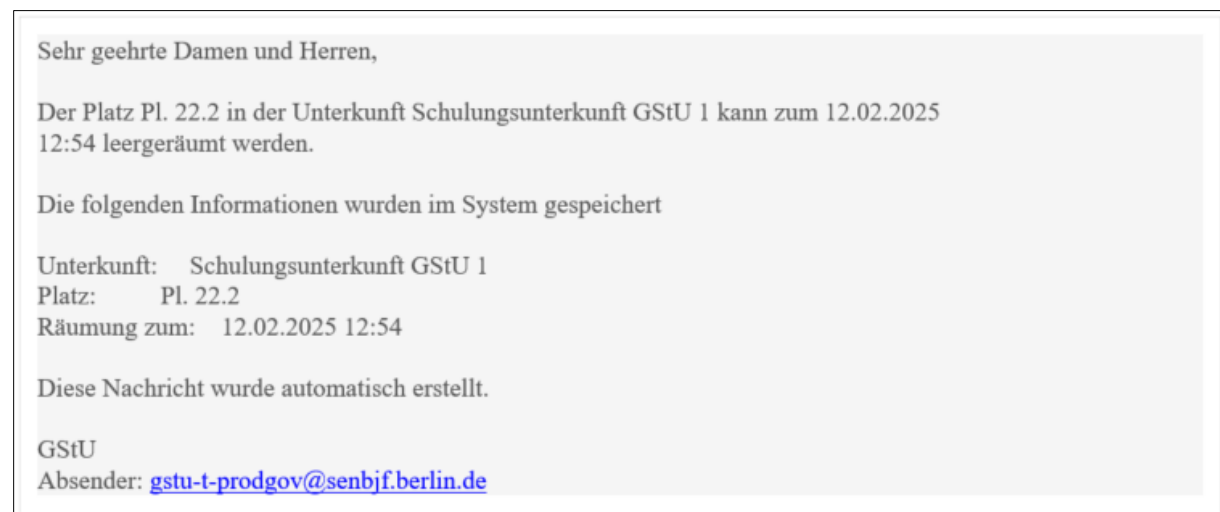 Sehr geehrte Damen und Herren,
Der Platz Pl. 22.2 in der Unterkunft Schulungsunterkunft GStU 1 kann zum 12.02.2025
12:54 leergeräumt werden.
Die folgenden Informationen wurden im System gespeichert
Unterkunft: Schulungsunterkunft GStU 1
Platz: Pl. 22.2
Räumung zum: 12.02.2025 12:54
Diese Nachricht wurde automatisch erstellt.
GStU
Absender: gstu-t-prodgov@senbjf.berlin.de